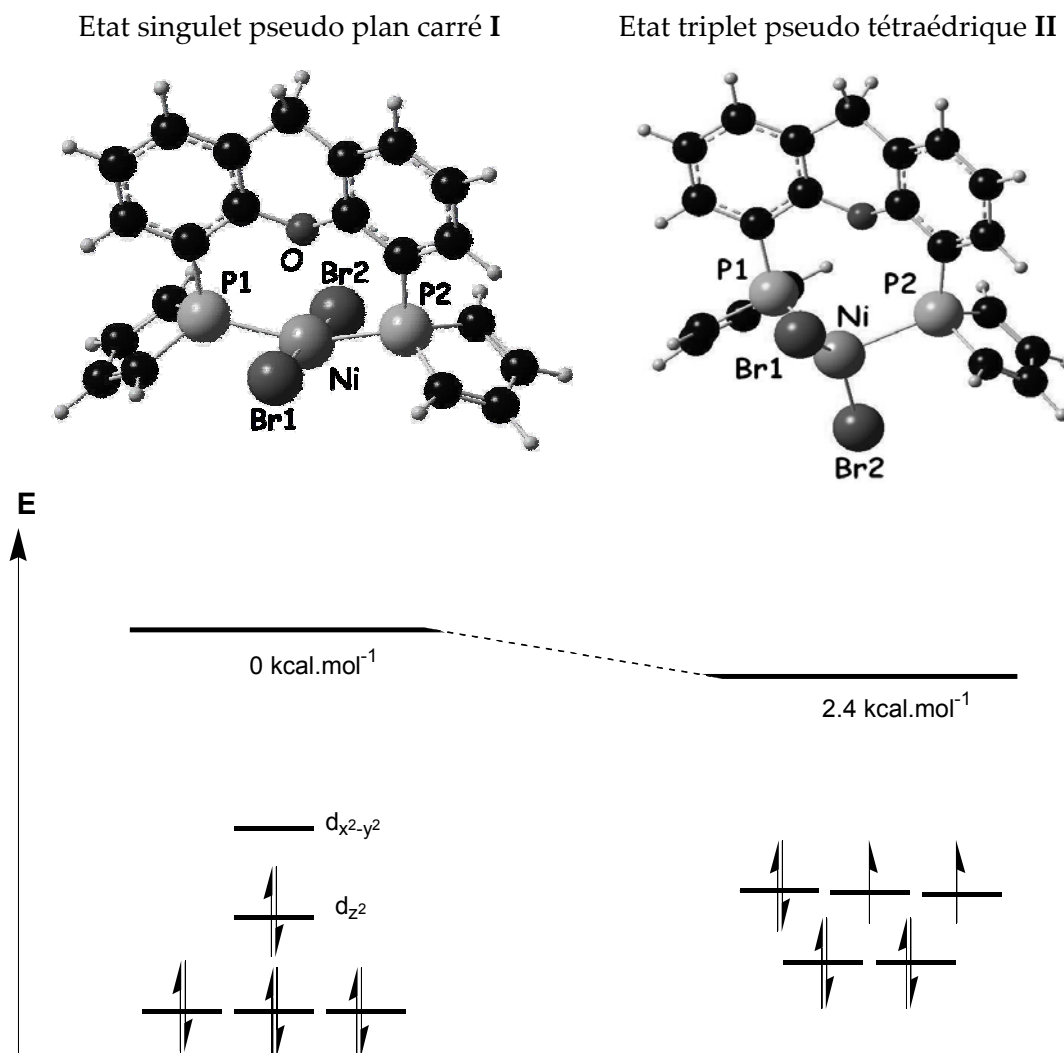 Etat singulet pseudo plan carré I
Etat triplet pseudo tétraédrique II
O
Br2
P1
P2
Ni
Br1
P1
P2
Ni
Br1
Br2
E
0 kcal.mol-1
2.4 kcal.mol-1
dx2-y2
dz2